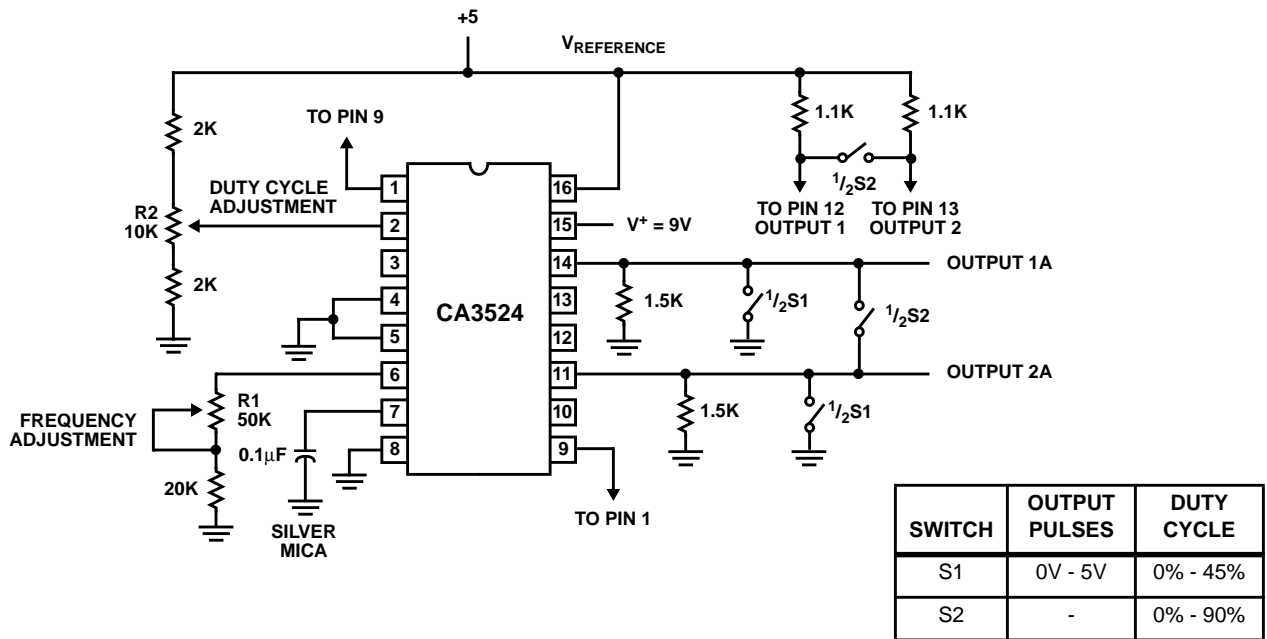 +5
VREFERENCE
2K
TO PIN 9
1.1K
1.1K
1/2S2
DUTY CYCLE
ADJUSTMENT
R2
10K
2K
TO PIN 12
OUTPUT 1
TO PIN 13
OUTPUT 2
1
2
3
4
5
6
7
8
CA3524
16
15
14
13
12
11
10
9
V+ = 9V
OUTPUT 1A
1.5K
1/2S1
1/2S2
OUTPUT 2A
1.5K
1/2S1
FREQUENCY
ADJUSTMENT
R1
50K
20K
0.1μF
SILVER
MICA
TO PIN 1
SWITCH OUTPUT PULSES DUTY CYCLE
S1 0V - 5V 0% - 45%
S2 - 0% - 90%